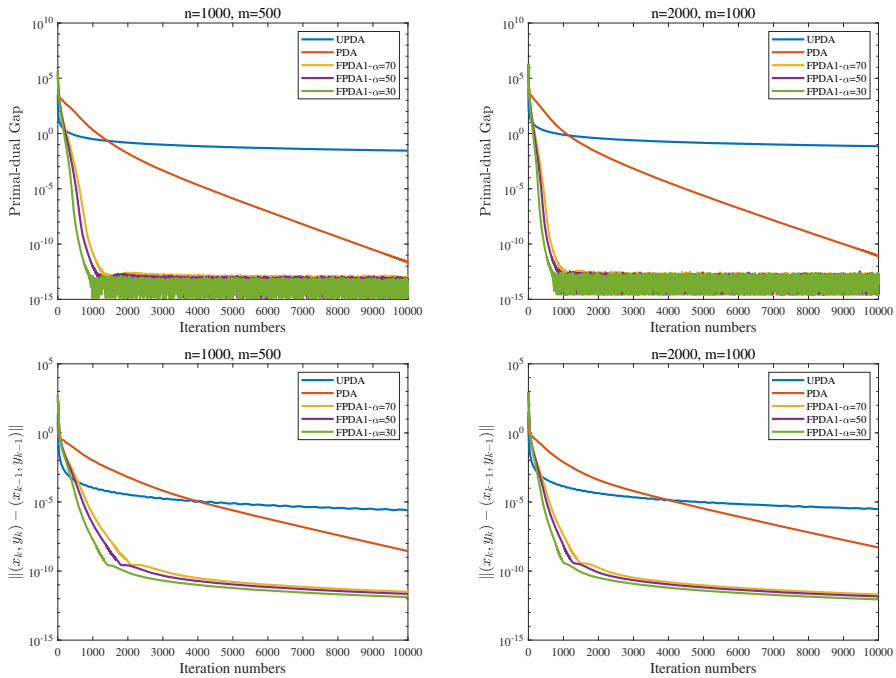 n=1000, m=500
Primal-dual Gap
10^10
10^5
10^0
10^-5
10^-10
10^-15
UPDA
PDA
FPDA1-α=70
FPDA1-α=50
FPDA1-α=30
0 1000 2000 3000 4000 5000 6000 7000 8000 9000 10000
Iteration numbers
n=2000, m=1000
Primal-dual Gap
10^10
10^5
10^0
10^-5
10^-10
10^-15
UPDA
PDA
FPDA1-α=70
FPDA1-α=50
FPDA1-α=30
0 1000 2000 3000 4000 5000 6000 7000 8000 9000 10000
Iteration numbers
n=1000, m=500
||(x_k, y_k) − (x_{k−1}, y_{k−1})||
10^5
10^0
10^-5
10^-10
10^-15
UPDA
PDA
FPDA1-α=70
FPDA1-α=50
FPDA1-α=30
0 1000 2000 3000 4000 5000 6000 7000 8000 9000 10000
Iteration numbers
n=2000, m=1000
||(x_k, y_k) − (x_{k−1}, y_{k−1})||
10^5
10^0
10^-5
10^-10
10^-15
UPDA
PDA
FPDA1-α=70
FPDA1-α=50
FPDA1-α=30
0 1000 2000 3000 4000 5000 6000 7000 8000 9000 10000
Iteration numbers